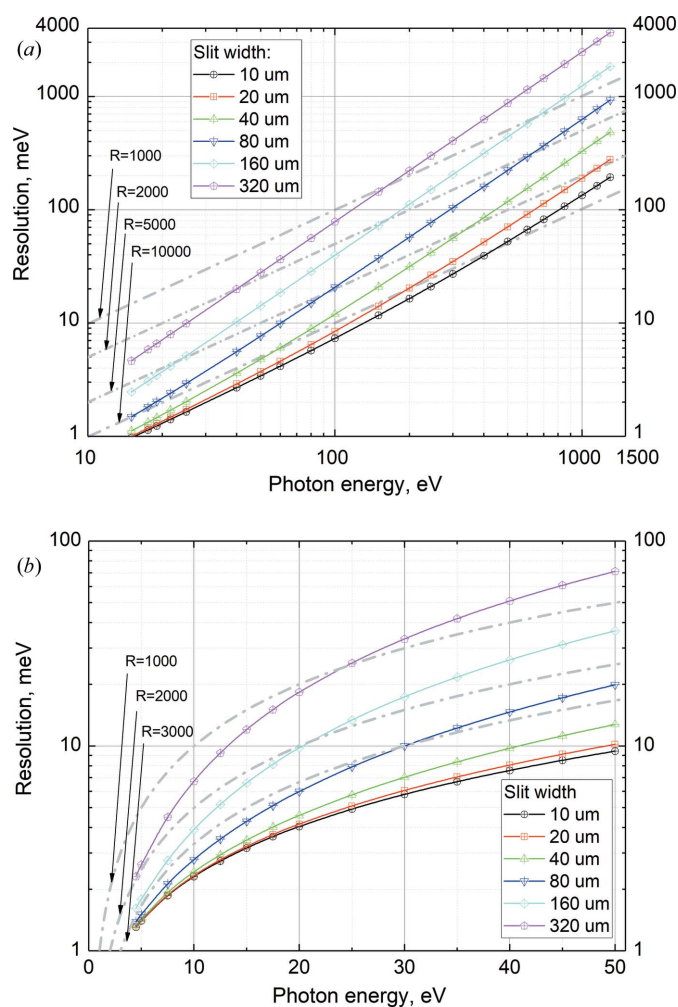 (a)
4000
1000
100
10
1
Resolution, meV
Slit width:
10 um
20 um
40 um
80 um
160 um
320 um
R=1000
R=2000
R=5000
R=10000
4000
1000
100
10
1
10
100
1000
1500
Photon energy, eV
(b)
100
10
1
Resolution, meV
R=1000
R=2000
R=3000
Slit width
10 um
20 um
40 um
80 um
160 um
320 um
100
10
1
0
10
20
30
40
50
Photon energy, eV